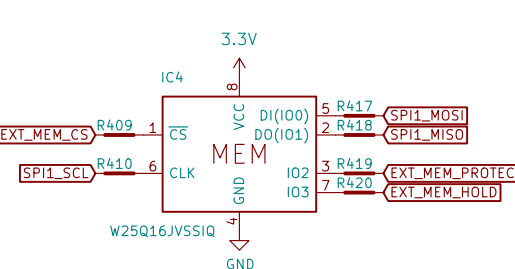 3.3V
IC4
8
VCC
EXT_MEM_CS R409 1 CS
DI(IO0) 5 R417 SPI1_MOSI
DO(IO1) 2 R418 SPI1_MISO
MEM
SPI1_SCL R410 6 CLK
IO2 3 R419 EXT_MEM_PROTEC
IO3 7 R420 EXT_MEM_HOLD
GND
4
W25Q16JVSSIQ
GND